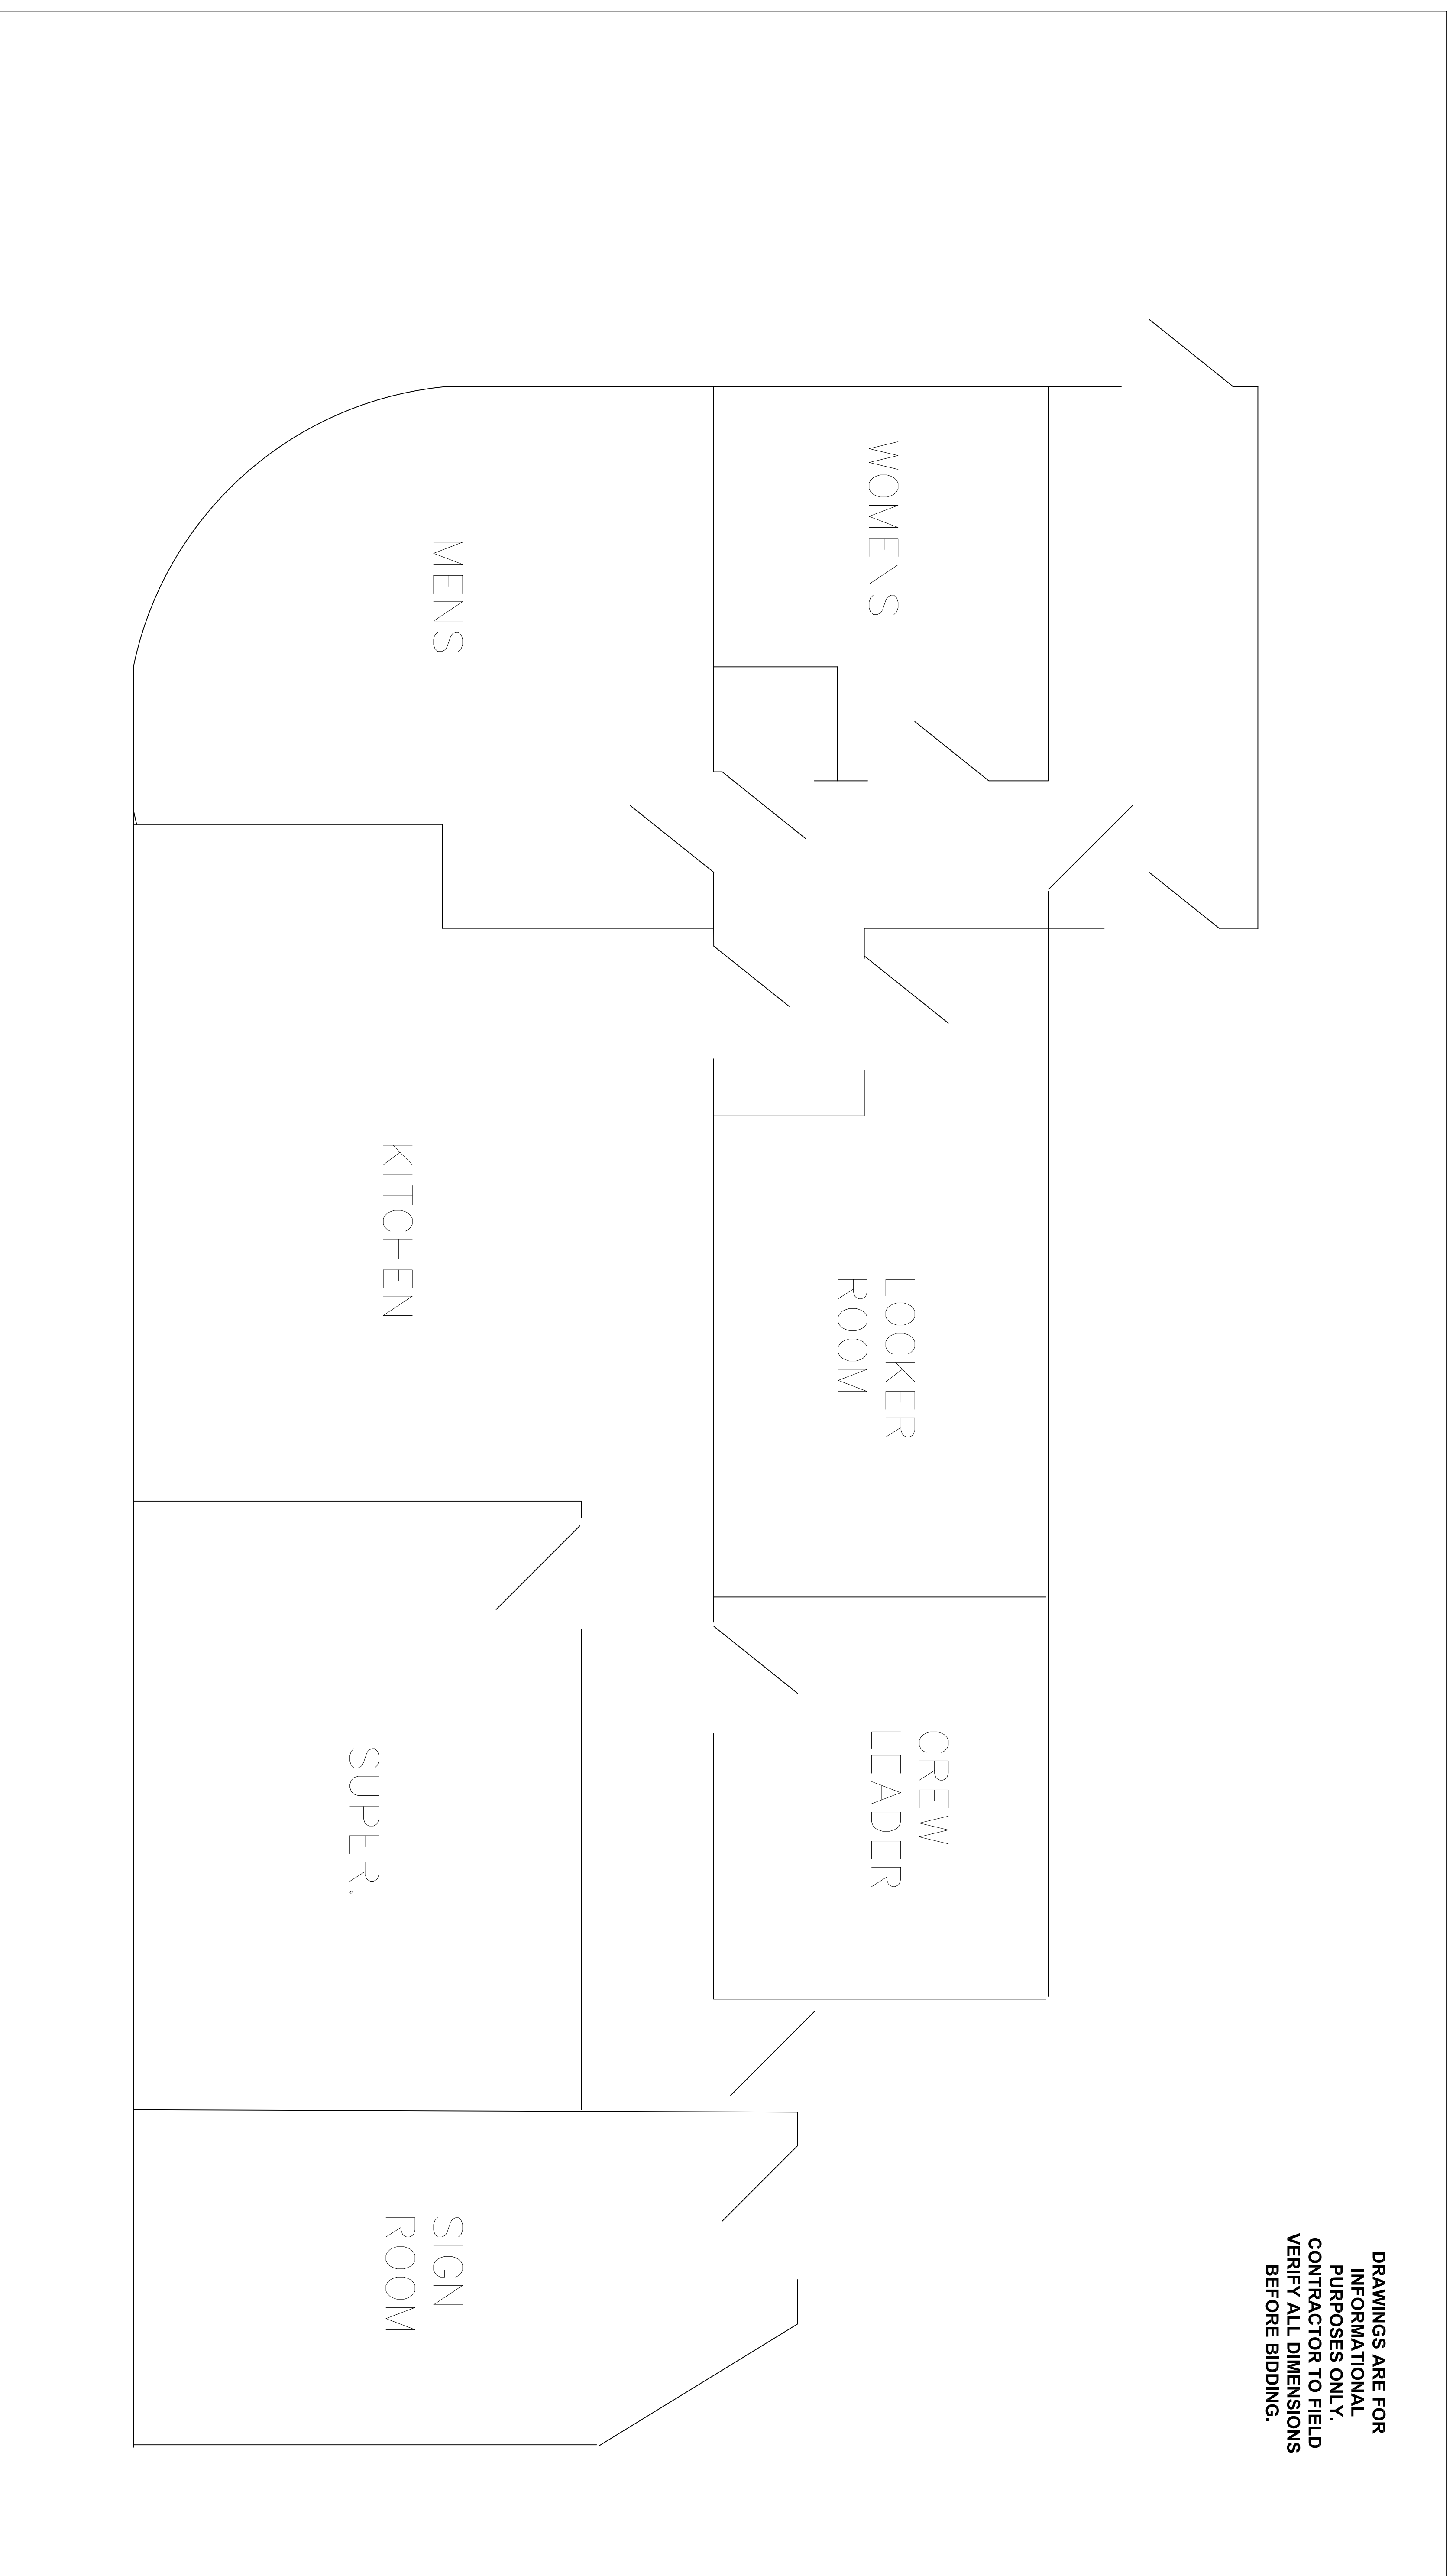 DRAWINGS ARE FOR
INFORMATIONAL
PURPOSES ONLY.
CONTRACTOR TO FIELD
VERIFY ALL DIMENSIONS
BEFORE BIDDING.
WOMENS
MENS
LOCKER
ROOM
KITCHEN
CREW
LEADER
SUPER.
SIGN
ROOM